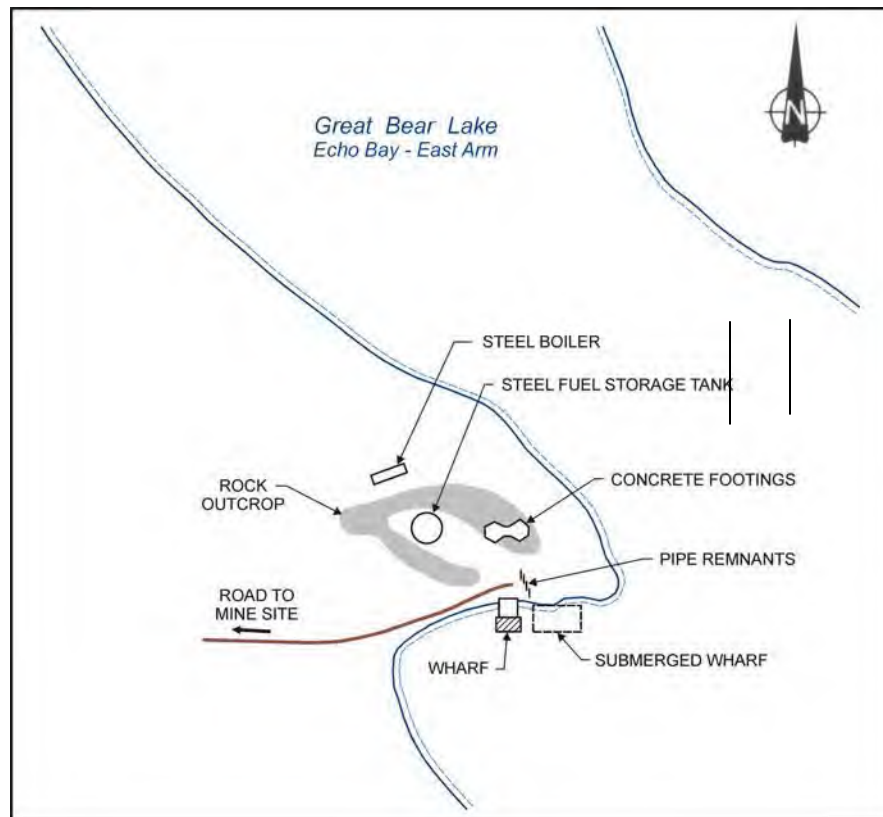 Great Bear Lake
Echo Bay - East Arm
N
STEEL BOILER
STEEL FUEL STORAGE TANK
ROCK
OUTCROP
CONCRETE FOOTINGS
PIPE REMNANTS
ROAD TO
MINE SITE
WHARF
SUBMERGED WHARF